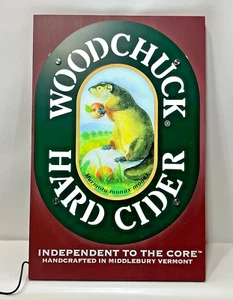 WOODCHUCK®
HARD CIDER
INDEPENDENT TO THE CORE™
HANDCRAFTED IN MIDDLEBURY VERMONT